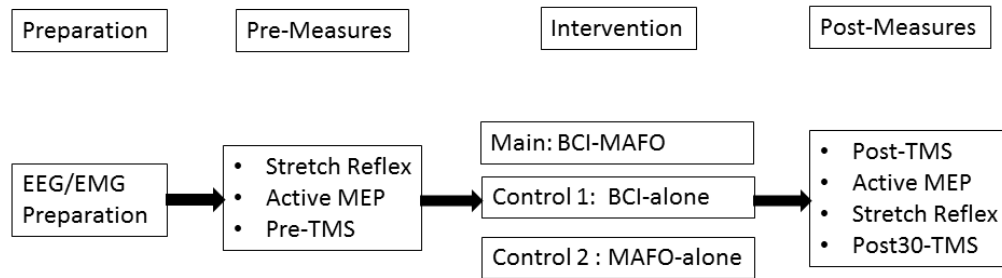 Preparation
Pre-Measures
Intervention
Post-Measures
EEG/EMG
Preparation
• Stretch Reflex
• Active MEP
• Pre-TMS
Main: BCI-MAFO
Control 1: BCI-alone
Control 2 : MAFO-alone
• Post-TMS
• Active MEP
• Stretch Reflex
• Post30-TMS